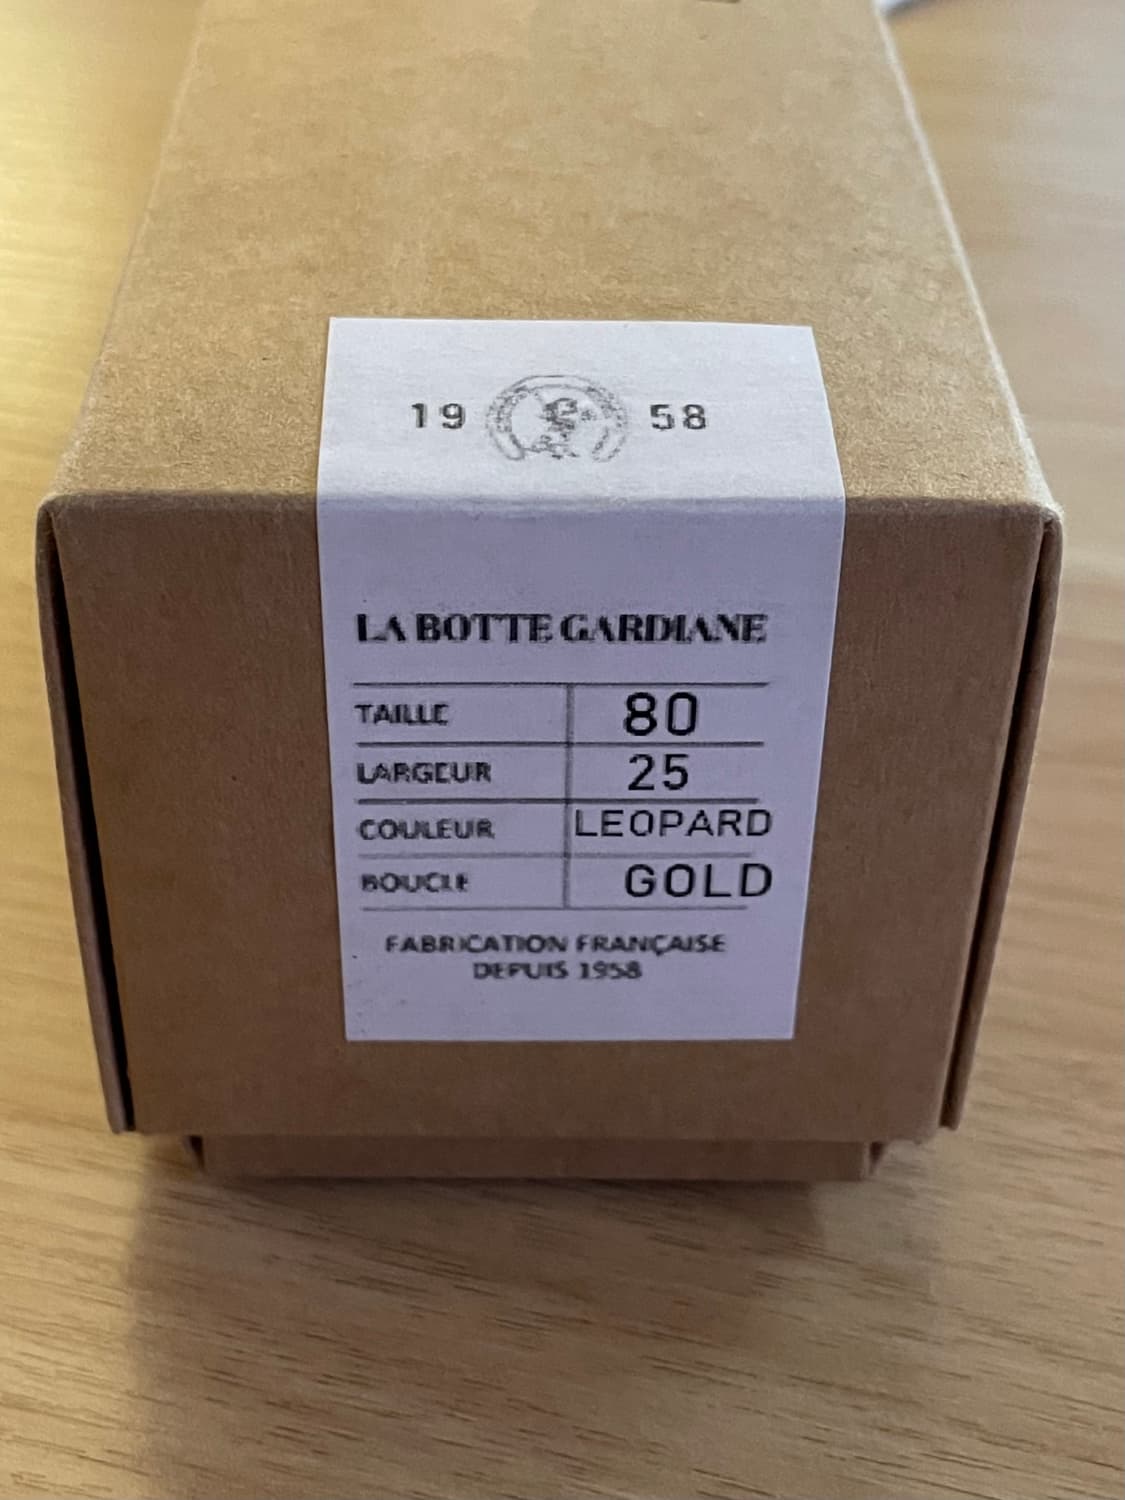 19 58
LA BOTTE GARDIANE
TAILLE 80
LARGEUR 25
COULEUR LEOPARD
BOUCLE GOLD
FABRICATION FRANÇAISE
DEPUIS 1958